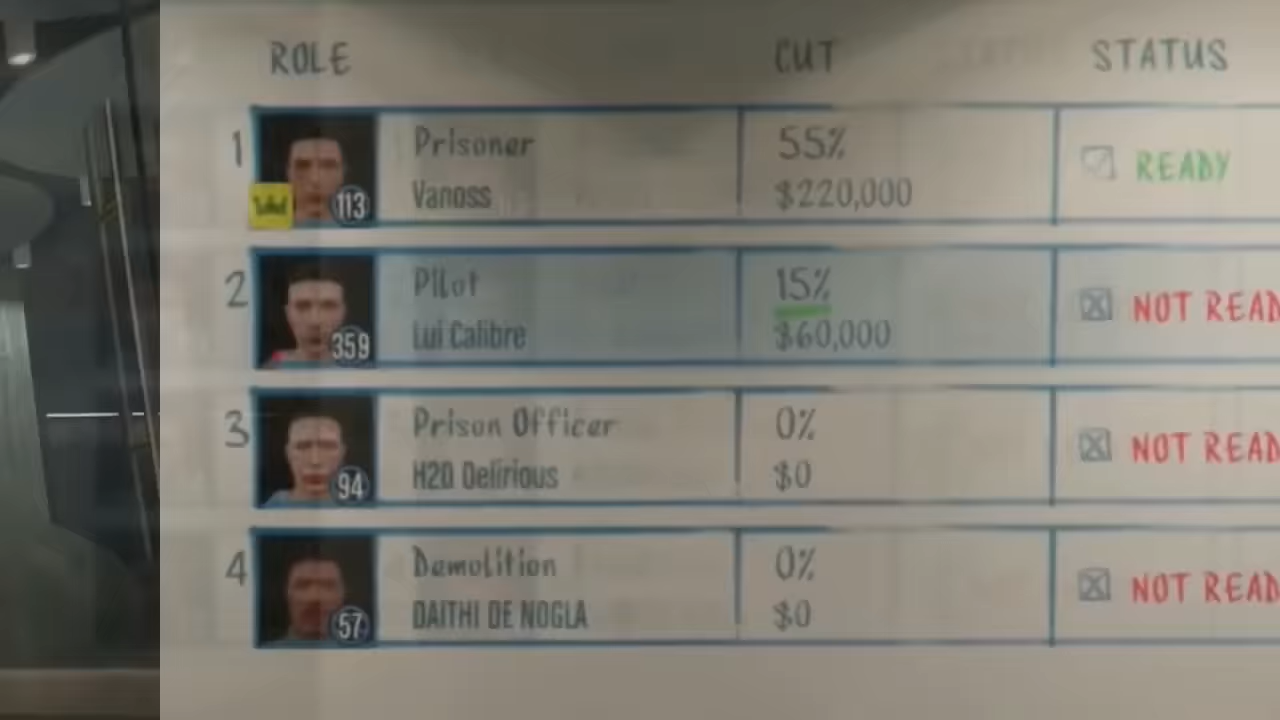 ROLE CUT STATUS
1 Prisoner 55% READY
113 Vanoss $220,000
2 Pilot 15% NOT READ
359 Lui Calibre $60,000
3 Prison Officer 0% NOT READ
94 H2O Delirious $0
4 Demolition 0% NOT READ
57 DAITHI DE NOGLA $0